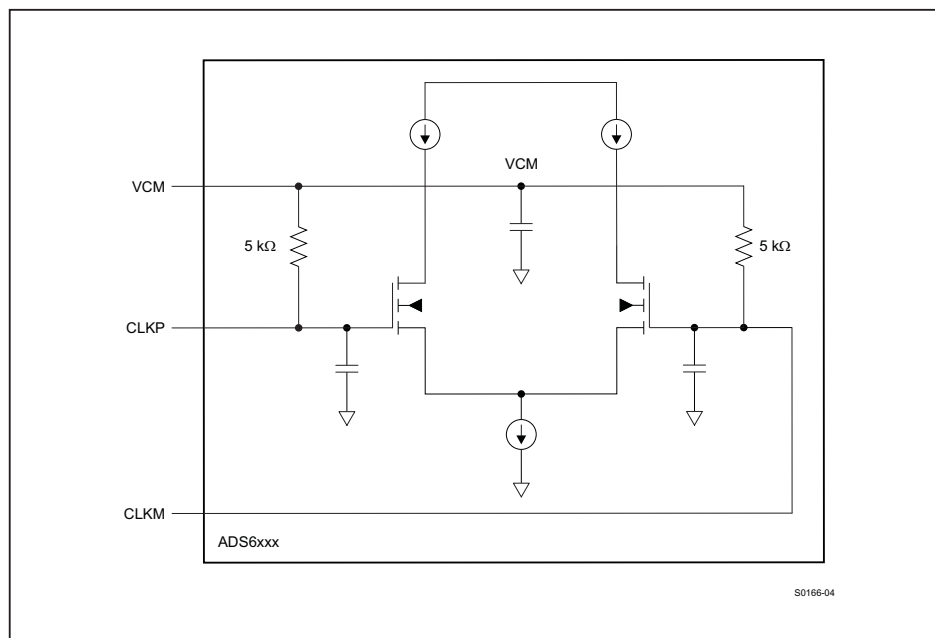 VCM
VCM
5 kΩ
5 kΩ
CLKP
CLKM
ADS6xxx
S0166-04